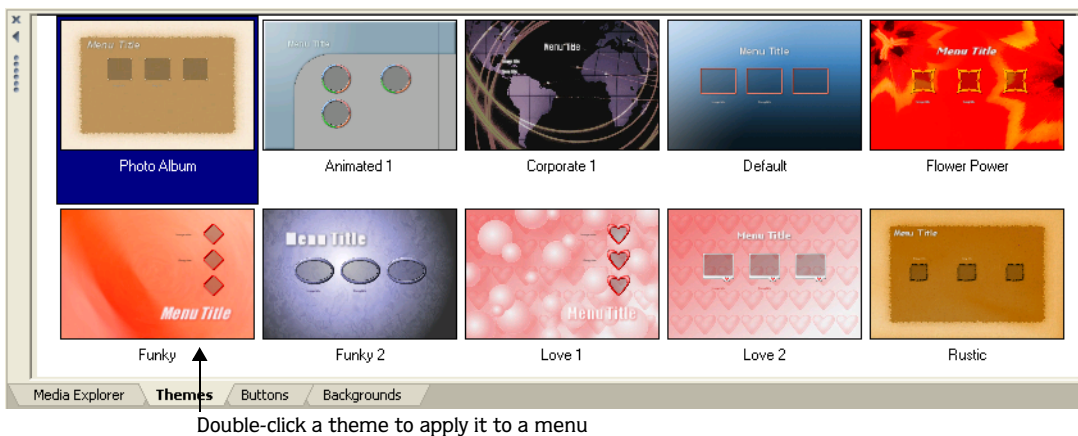 Menu Title
Menu Title
Menu Title
Menu Title
Menu Title
Photo Album
Animated 1
Corporate 1
Default
Flower Power
Menu Title
Menu Title
Menu Title
Menu Title
Menu Title
Funky
Funky 2
Love 1
Love 2
Rustic
Media Explorer
Themes
Buttons
Backgrounds
Double-click a theme to apply it to a menu